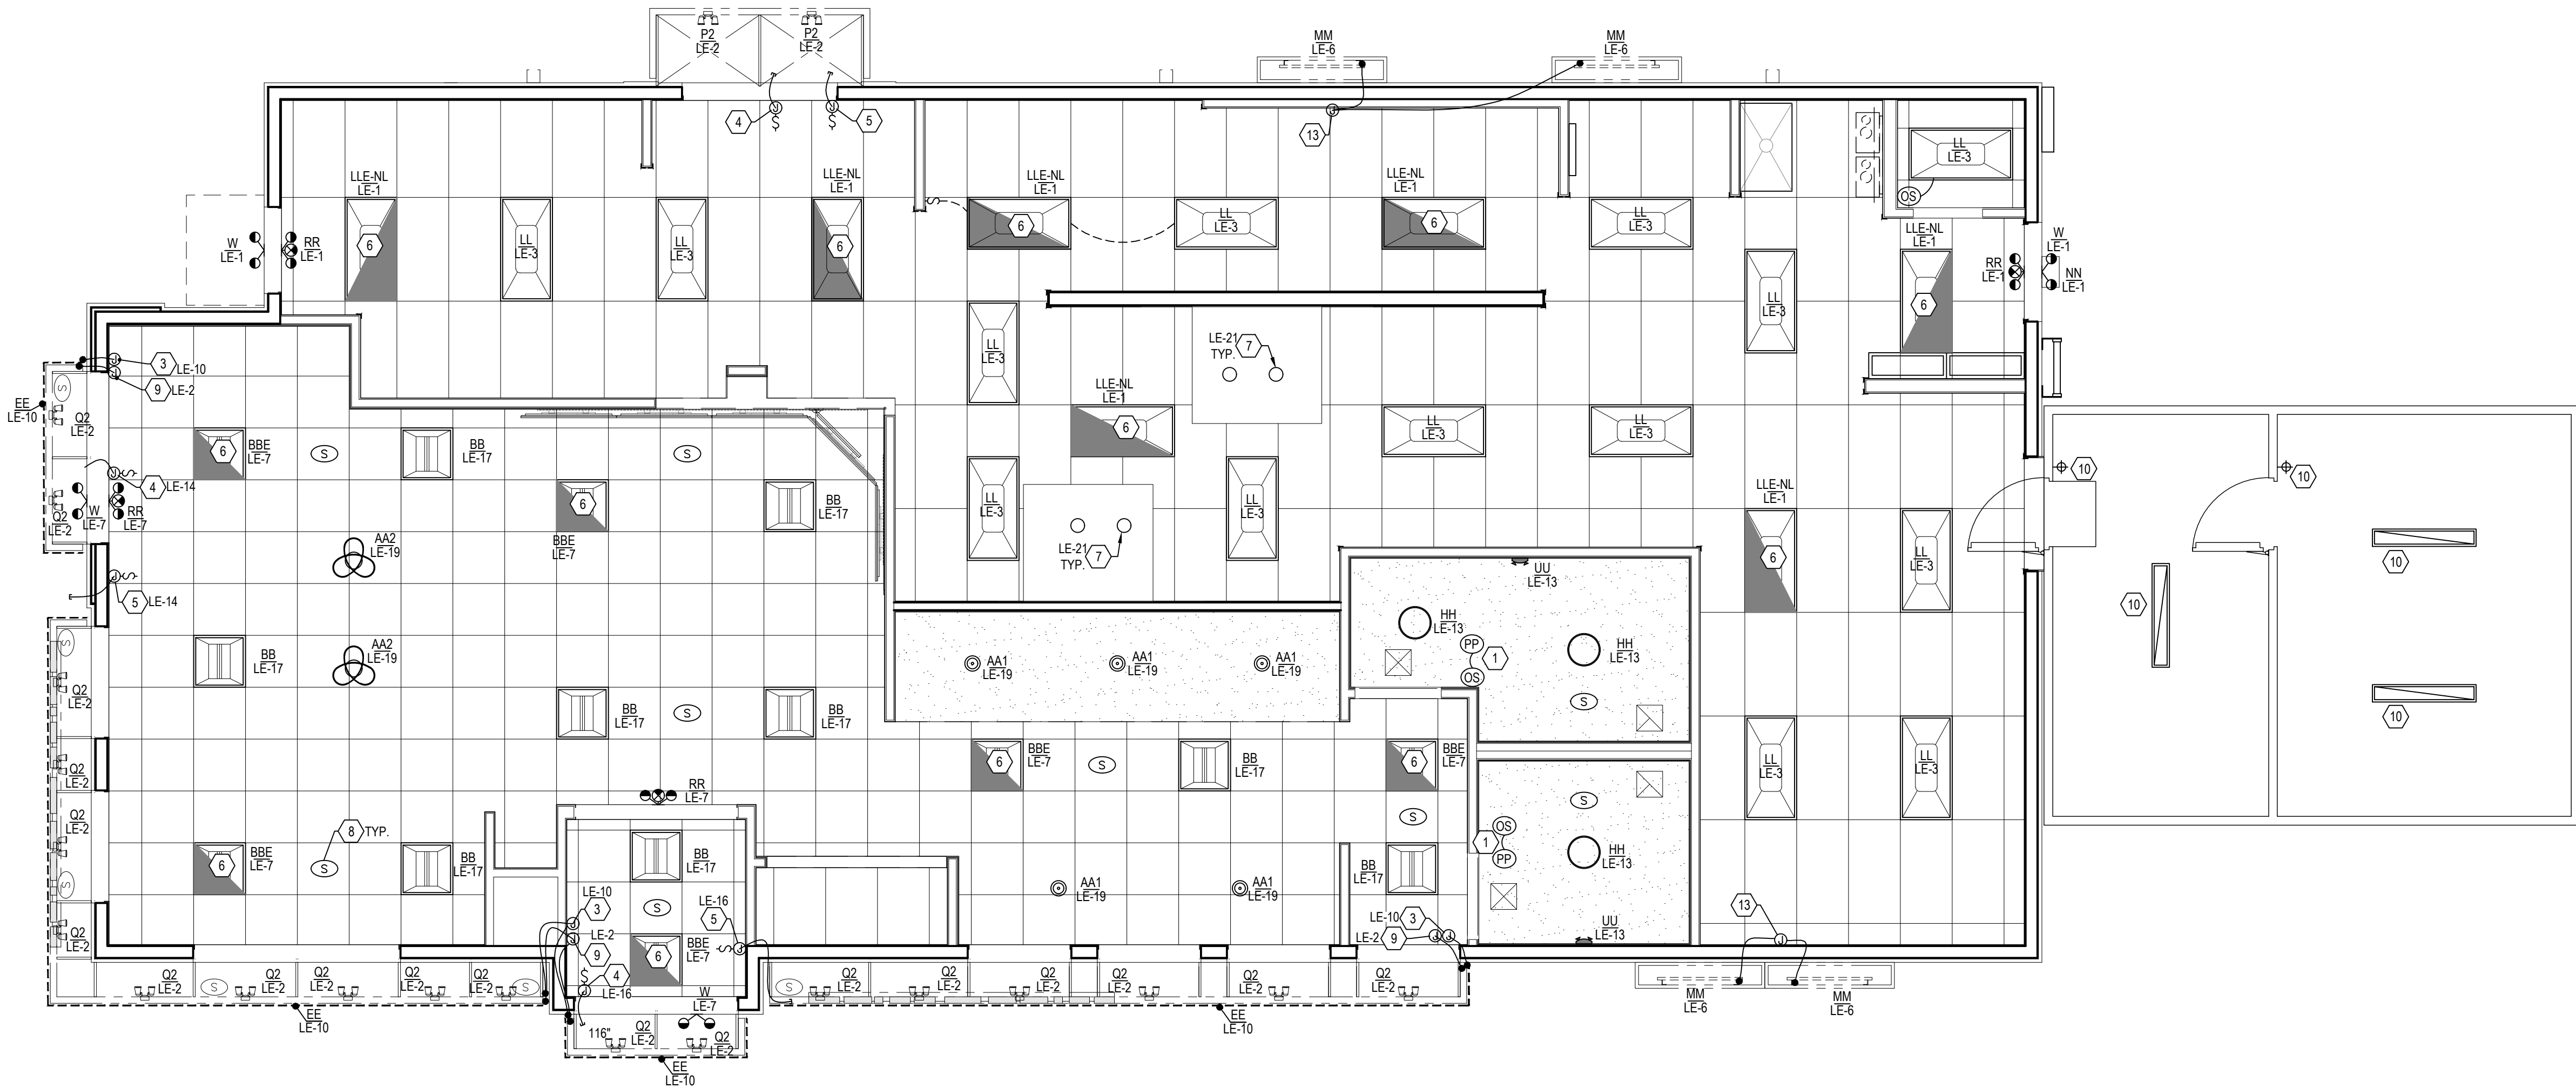 P2
LE-2
P2
LE-2
MM
LE-6
MM
LE-6
J
S
4
J
S
5
J
13
LL
LE-3
OS
LLE-NL
LE-1
6
LL
LE-3
LL
LE-3
LLE-NL
LE-1
6
S
LLE-NL
LE-1
6
LL
LE-3
LLE-NL
LE-1
6
LL
LE-3
LLE-NL
LE-1
6
W
LE-1
RR
LE-1
RR
LE-1
W
LE-1
NN
LE-1
LL
LE-3
LL
LE-3
LE-21
TYP.
7
J
3
LE-10
J
9
LE-2
S
EE
LE-10
Q2
LE-2
LLE-NL
LE-1
6
LL
LE-3
LL
LE-3
6
BBE
LE-7
S
BB
LE-17
S
J
S
4
LE-14
Q2
LE-2
W
LE-7
RR
LE-7
6
BBE
LE-7
BB
LE-17
LL
LE-3
LL
LE-3
LE-21
TYP.
7
LLE-NL
LE-1
6
LL
LE-3
10
10
10
10
10
AA2
LE-19
J
S
5
LE-14
UU
LE-13
HH
LE-13
PP
1
OS
HH
LE-13
S
S
BB
LE-17
AA2
LE-19
AA1
LE-19
AA1
LE-19
AA1
LE-19
Q2
LE-2
BB
LE-17
S
BB
LE-17
Q2
LE-2
BBE
LE-7
6
S
BB
LE-17
BBE
LE-7
6
LL
LE-3
LL
LE-3
RR
LE-7
Q2
LE-2
S
S
OS
1
PP
HH
LE-13
8
TYP.
S
6
BBE
LE-7
BB
LE-17
BB
LE-17
BB
LE-17
S
AA1
LE-19
AA1
LE-19
S
Q2
LE-2
LE-10
3
J
LE-2
9
J
LE-16
5
J
S
BBE
LE-7
6
LE-10
3
J
LE-2
9
J
UU
LE-13
13
J
S
4
J
LE-16
Q2
LE-2
S
Q2
LE-2
Q2
LE-2
Q2
LE-2
Q2
LE-2
S
W
LE-7
S
Q2
LE-2
Q2
LE-2
Q2
LE-2
Q2
LE-2
Q2
LE-2
Q2
LE-2
MM
LE-6
MM
LE-6
EE
LE-10
116"
Q2
LE-2
Q2
LE-2
EE
LE-10
EE
LE-10